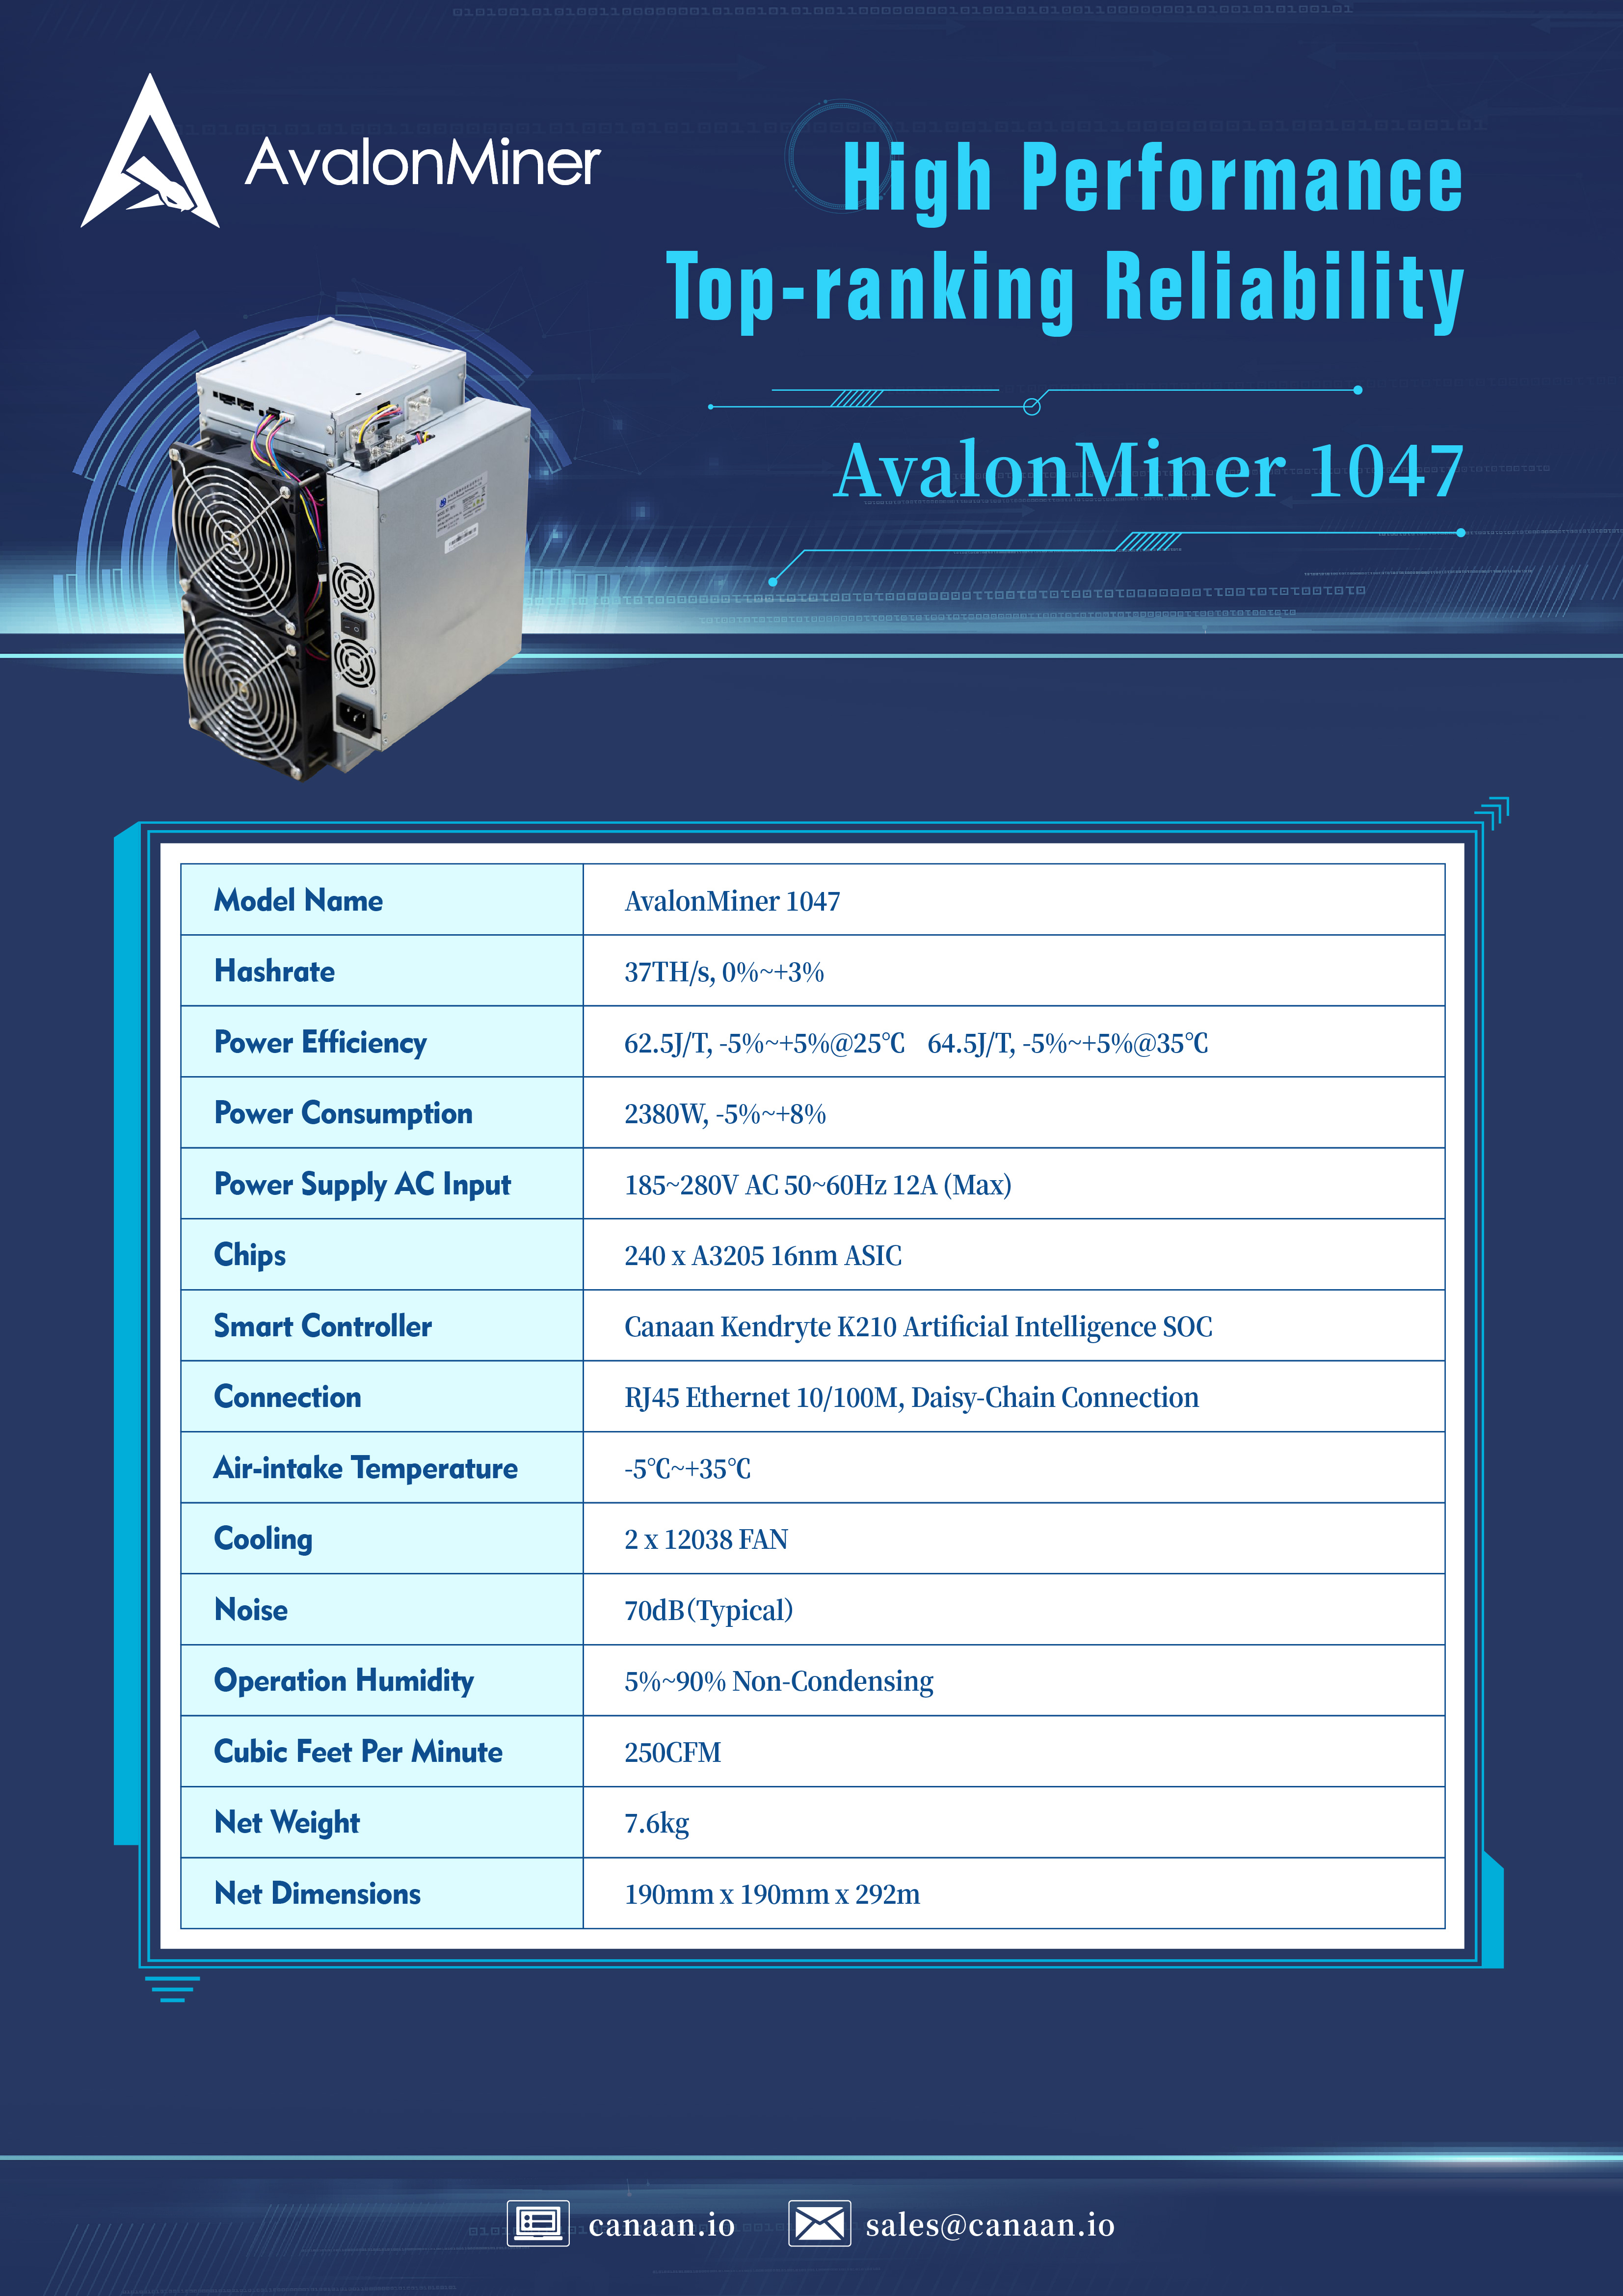 AvalonMiner
High Performance
Top-ranking Reliability
AvalonMiner 1047
Model Name AvalonMiner 1047
Hashrate 37TH/s, 0%~+3%
Power Efficiency 62.5J/T, -5%~+5%@25℃ 64.5J/T, -5%~+5%@35℃
Power Consumption 2380W, -5%~+8%
Power Supply AC Input 185~280V AC 50~60Hz 12A (Max)
Chips 240 x A3205 16nm ASIC
Smart Controller Canaan Kendryte K210 Artificial Intelligence SOC
Connection RJ45 Ethernet 10/100M, Daisy-Chain Connection
Air-intake Temperature -5℃~+35℃
Cooling 2 x 12038 FAN
Noise 70dB(Typical)
Operation Humidity 5%~90% Non-Condensing
Cubic Feet Per Minute 250CFM
Net Weight 7.6kg
Net Dimensions 190mm x 190mm x 292m
canaan.io sales@canaan.io